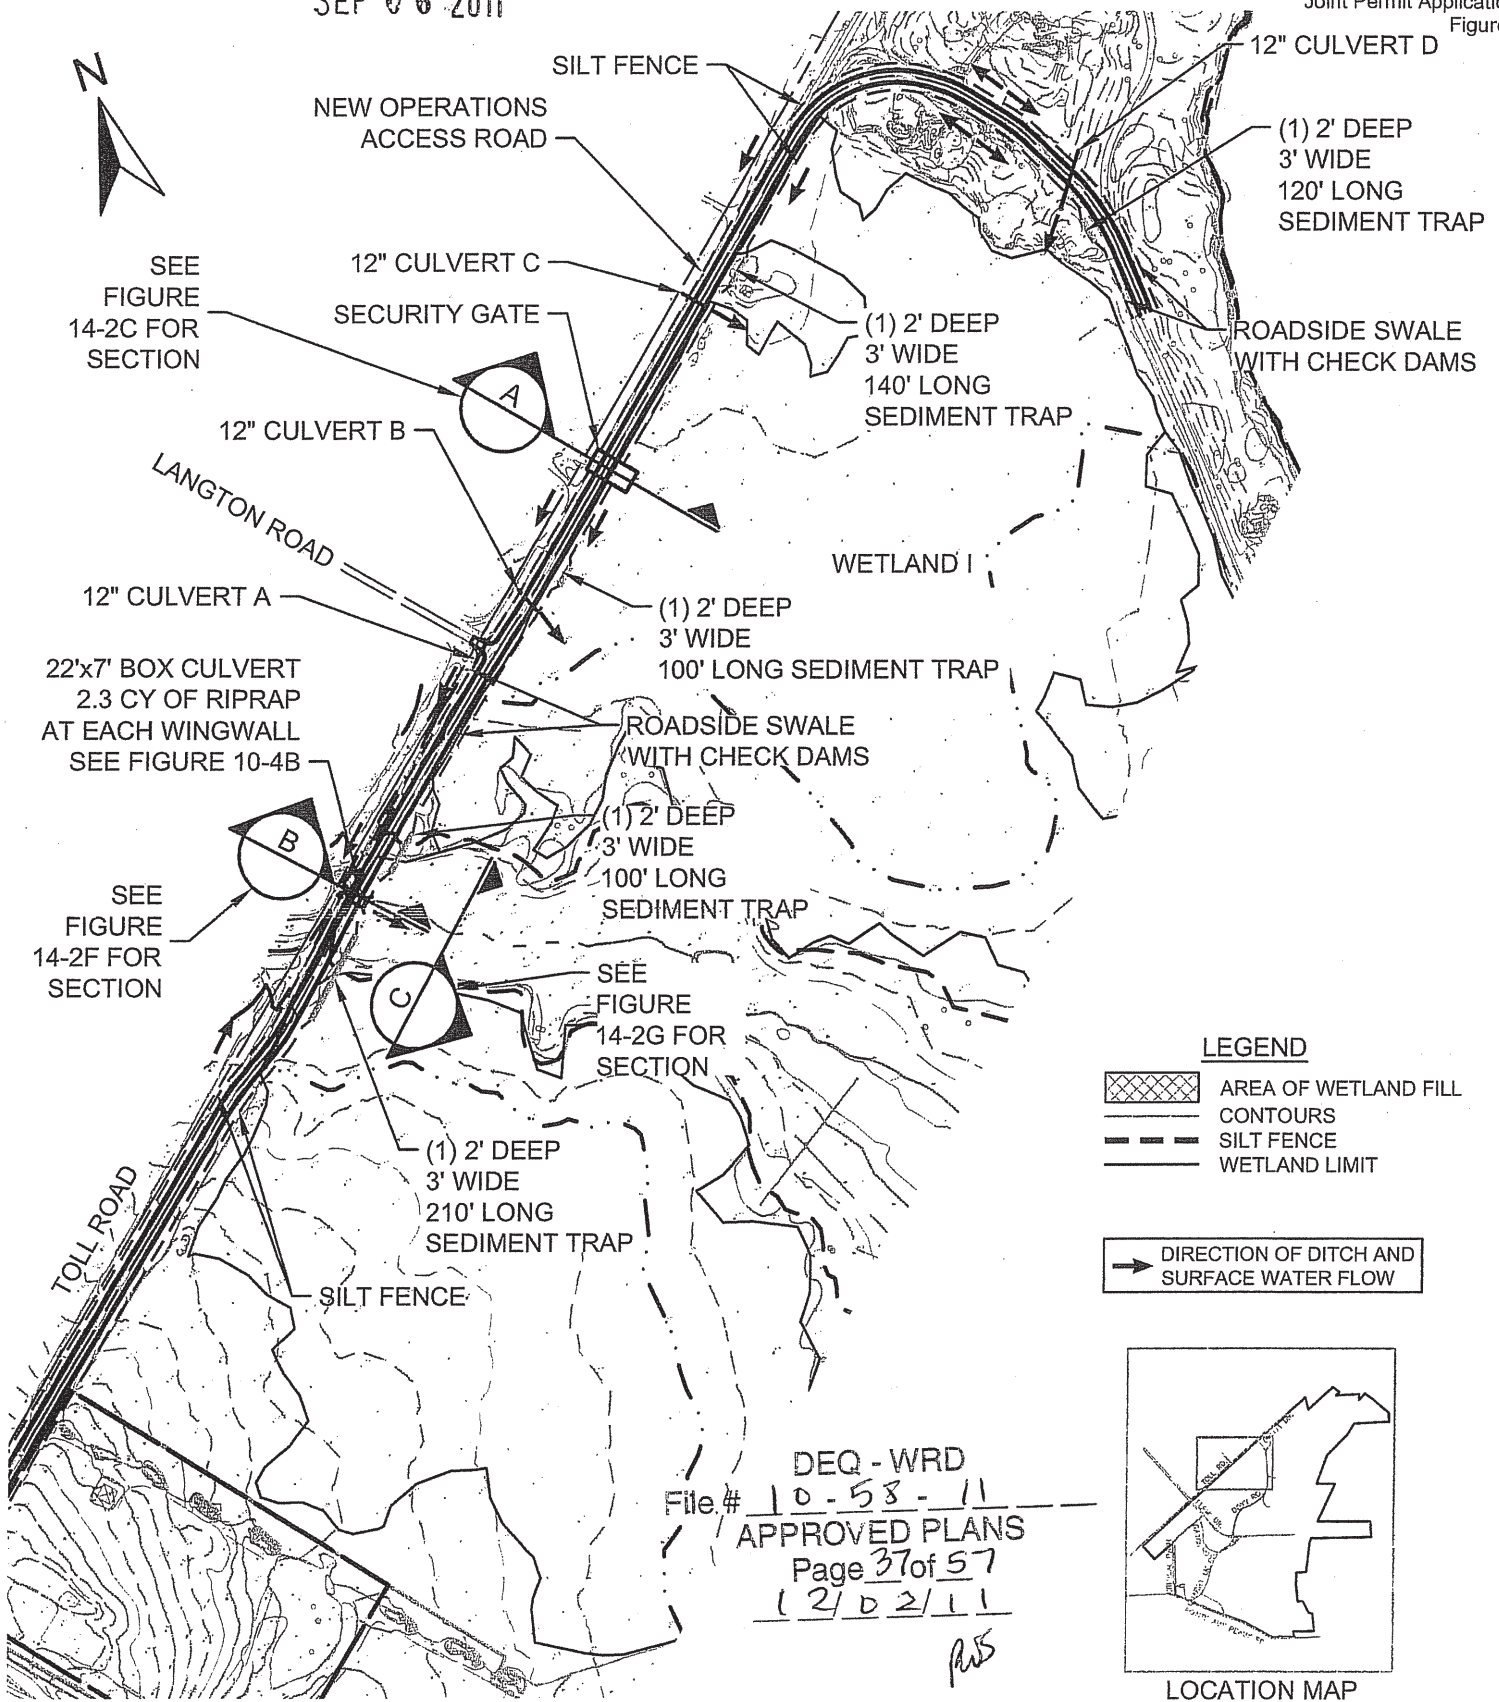 SEP 06 2011
Joint Permit Applicatio
Figure
N
12" CULVERT D
SILT FENCE
NEW OPERATIONS
ACCESS ROAD
(1) 2' DEEP
3' WIDE
120' LONG
SEDIMENT TRAP
SEE
FIGURE
14-2C FOR
SECTION
12" CULVERT C
SECURITY GATE
(1) 2' DEEP
3' WIDE
140' LONG
SEDIMENT TRAP
ROADSIDE SWALE
WITH CHECK DAMS
A
12" CULVERT B
LANGTON ROAD
WETLAND I
12" CULVERT A
(1) 2' DEEP
3' WIDE
100' LONG SEDIMENT TRAP
22'x7' BOX CULVERT
2.3 CY OF RIPRAP
AT EACH WINGWALL
SEE FIGURE 10-4B
ROADSIDE SWALE
WITH CHECK DAMS
B
(1) 2' DEEP
3' WIDE
100' LONG
SEDIMENT TRAP
SEE
FIGURE
14-2F FOR
SECTION
C
SEE
FIGURE
14-2G FOR
SECTION
(1) 2' DEEP
3' WIDE
210' LONG
SEDIMENT TRAP
TOLL ROAD
SILT FENCE
LEGEND
AREA OF WETLAND FILL
CONTOURS
SILT FENCE
WETLAND LIMIT
DIRECTION OF DITCH AND
SURFACE WATER FLOW
DEQ - WRD
File # 10-58-11
APPROVED PLANS
Page 37 of 57
12/02/11
TOLL RD.
LOCATION MAP